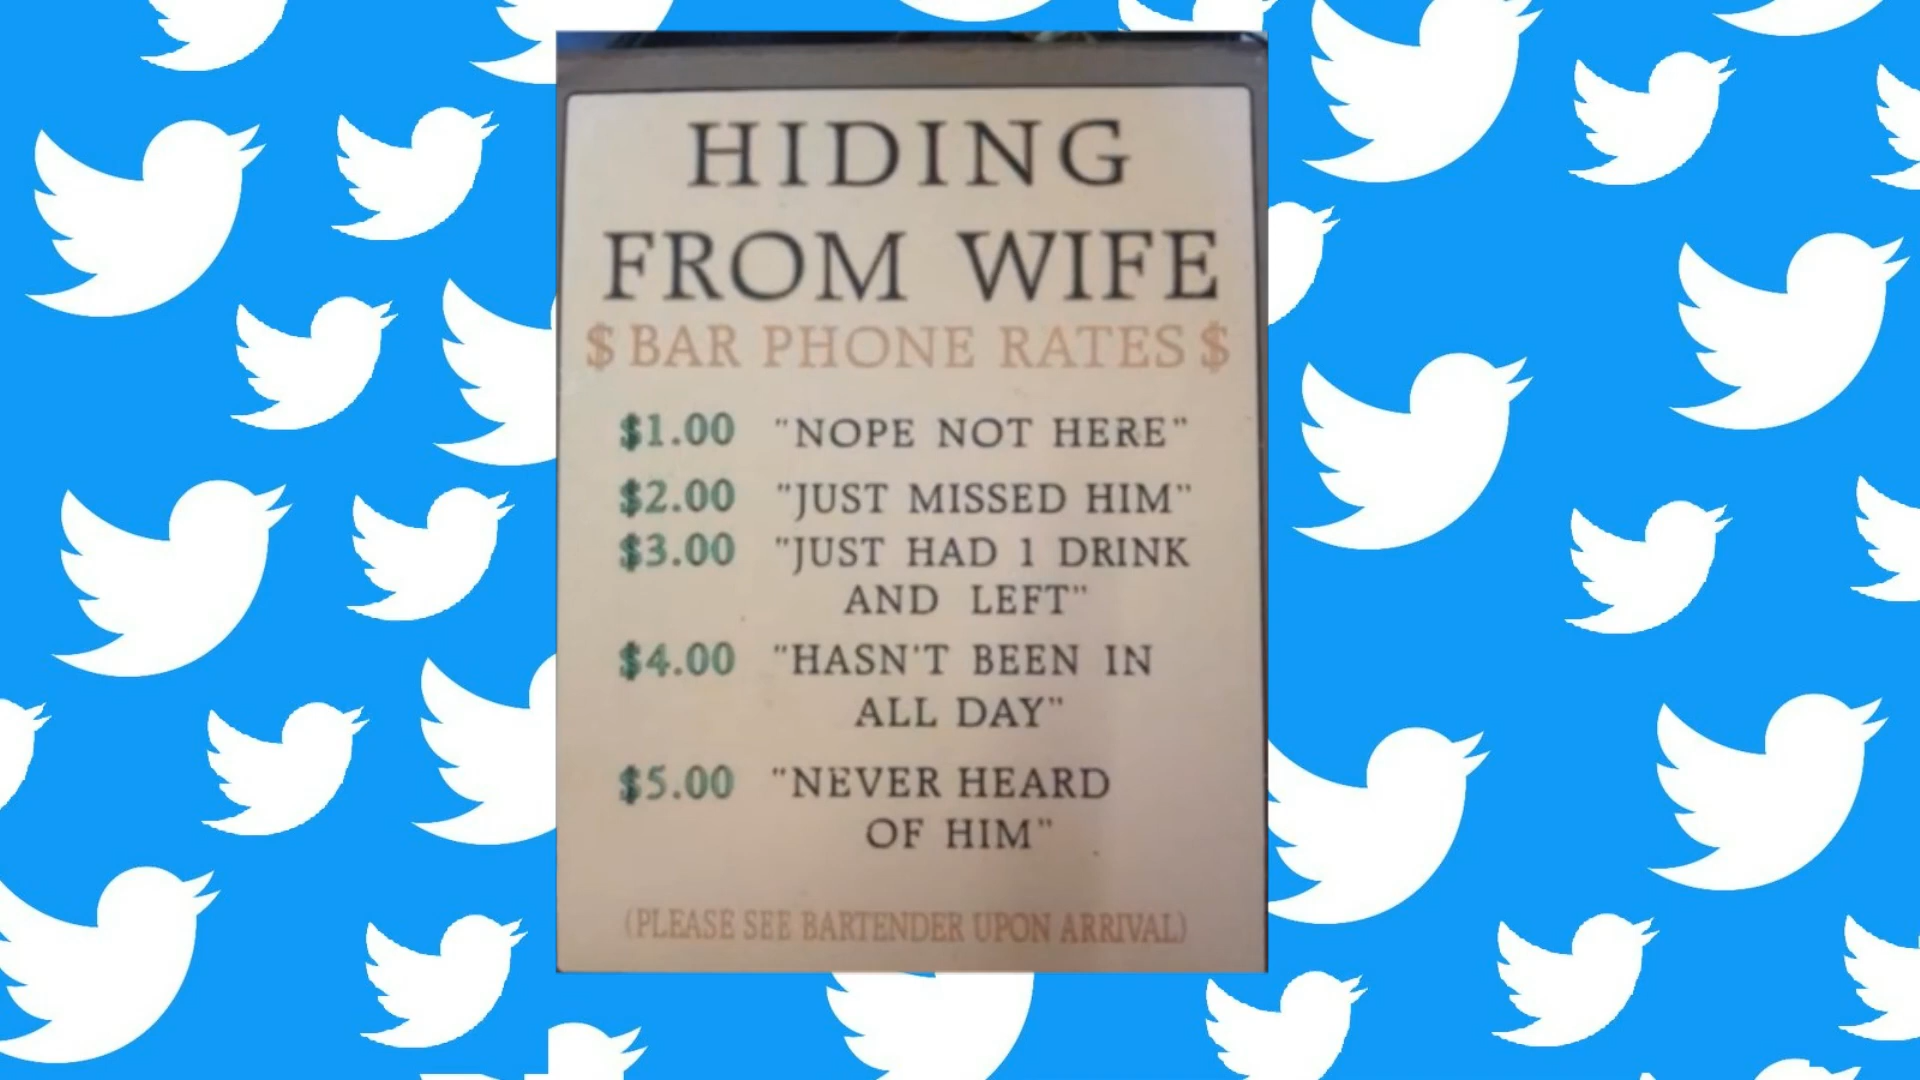 HIDING
FROM WIFE
$ BAR PHONE RATES $
$1.00 "NOPE NOT HERE"
$2.00 "JUST MISSED HIM"
$3.00 "JUST HAD 1 DRINK
AND LEFT"
$4.00 "HASN'T BEEN IN
ALL DAY"
$5.00 "NEVER HEARD
OF HIM"
(PLEASE SEE BARTENDER UPON ARRIVAL)